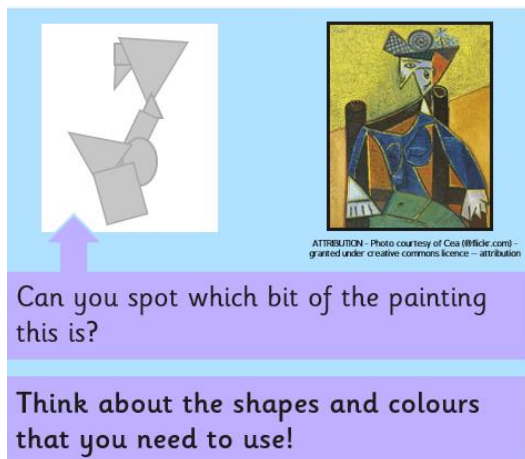 ATTRIBUTION - Photo courtesy of Cea (@flickr.com) -
granted under creative commons licence - attribution
Can you spot which bit of the painting
this is?
Think about the shapes and colours
that you need to use!